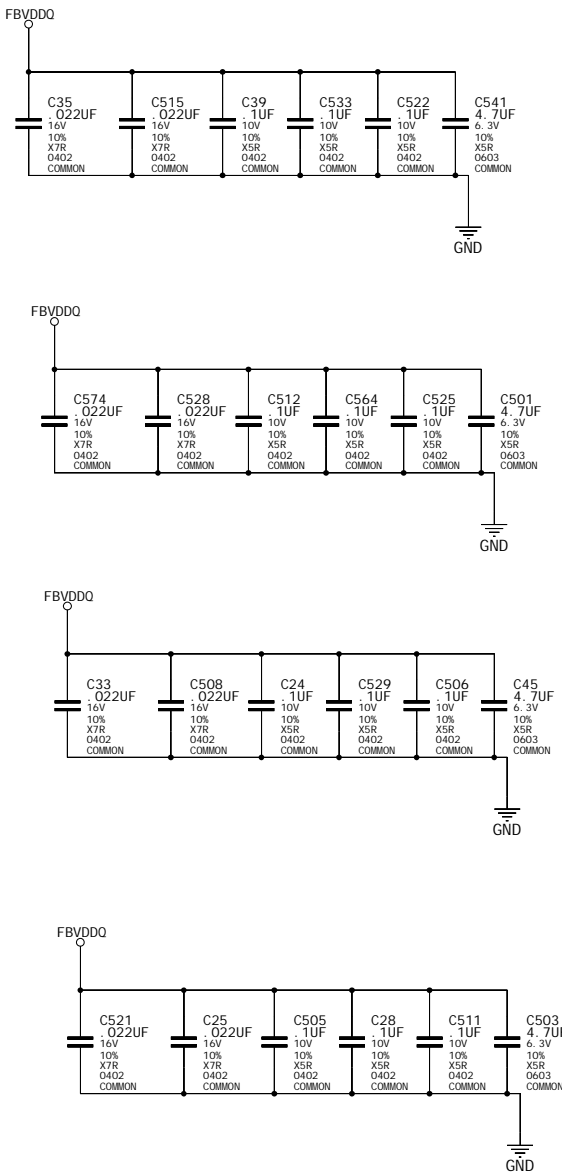 FBVDDQ
C35 C515 C39 C533 C522 C541
.022UF .022UF .1UF .1UF .1UF 4.7UF
16V 16V 10V 10V 10V 6.3V
10% 10% 10% 10% 10% 10%
X7R X7R X5R X5R X5R X5R
0402 0402 0402 0402 0402 0603
COMMON COMMON COMMON COMMON COMMON COMMON
GND
FBVDDQ
C574 C528 C512 C564 C525 C501
.022UF .022UF .1UF .1UF .1UF 4.7UF
16V 16V 10V 10V 10V 6.3V
10% 10% 10% 10% 10% 10%
X7R X7R X5R X5R X5R X5R
0402 0402 0402 0402 0402 0603
COMMON COMMON COMMON COMMON COMMON COMMON
GND
FBVDDQ
C33 C508 C24 C529 C506 C45
.022UF .022UF .1UF .1UF .1UF 4.7UF
16V 16V 10V 10V 10V 6.3V
10% 10% 10% 10% 10% 10%
X7R X7R X5R X5R X5R X5R
0402 0402 0402 0402 0402 0603
COMMON COMMON COMMON COMMON COMMON COMMON
GND
FBVDDQ
C521 C25 C505 C28 C511 C503
.022UF .022UF .1UF .1UF .1UF 4.7UF
16V 16V 10V 10V 10V 6.3V
10% 10% 10% 10% 10% 10%
X7R X7R X5R X5R X5R X5R
0402 0402 0402 0402 0402 0603
COMMON COMMON COMMON COMMON COMMON COMMON
GND